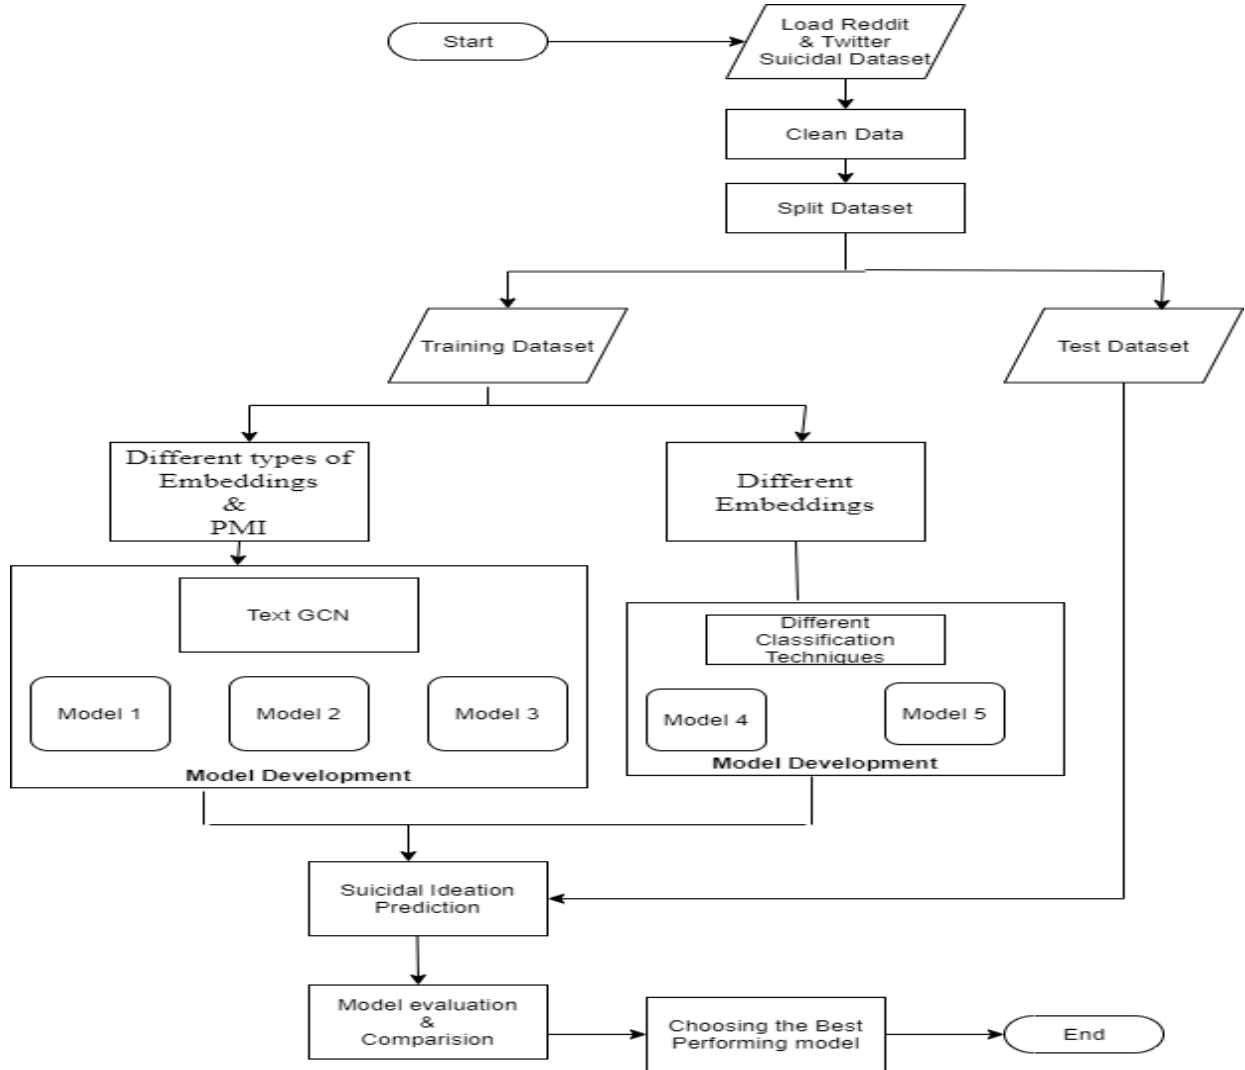 Start
Load Reddit
& Twitter
Suicidal Dataset
Clean Data
Split Dataset
Training Dataset
Test Dataset
Different types of
Embeddings
&
PMI
Different
Embeddings
Text GCN
Model 1
Model 2
Model 3
Model Development
Different
Classification
Techniques
Model 4
Model 5
Model Development
Suicidal Ideation
Prediction
Model evaluation
&
Comparision
Choosing the Best
Performing model
End